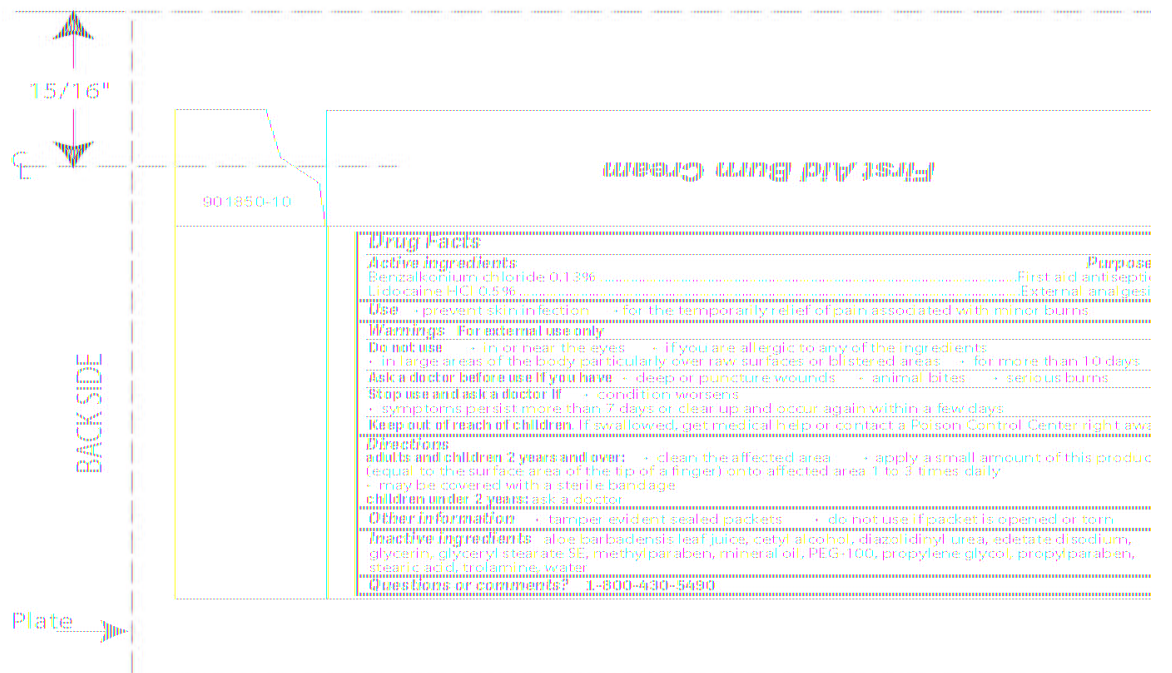 15/16"
First Aid Burn Cream
901850-10
Drug Facts
Active ingredients Purpose
Benzalkonium chloride 0.13% First aid antiseptic
Lidocaine HCl 0.5% External analgesi
Use · prevent skin infection · for the temporarily relief of pain associated with minor burns
Warnings For external use only
Do not use · in or near the eyes · if you are allergic to any of the ingredients
· in large areas of the body particularly over raw surfaces or blistered areas · for more than 10 days
Ask a doctor before use if you have · deep or puncture wounds · animal bites · serious burns
Stop use and ask a doctor if · condition worsens
· symptoms persist more than 7 days or clear up and occur again within a few days
Keep out of reach of children. If swallowed, get medical help or contact a Poison Control Center right awa
Directions
adults and children 2 years and over: · clean the affected area · apply a small amount of this produc
(equal to the surface area of the tip of a finger) onto affected area 1 to 3 times daily
· may be covered with a sterile bandage
children under 2 years: ask a doctor
Other information · tamper evident sealed packets · do not use if packet is opened or torn
Inactive ingredients aloe barbadensis leaf juice, cetyl alcohol, diazolidinyl urea, edetate disodium,
glycerin, glyceryl stearate SE, methylparaben, mineral oil, PEG-100, propylene glycol, propylparaben,
stearic acid, trolamine, water
Questions or comments? 1-800-430-5490
BACK SIDE
Plate